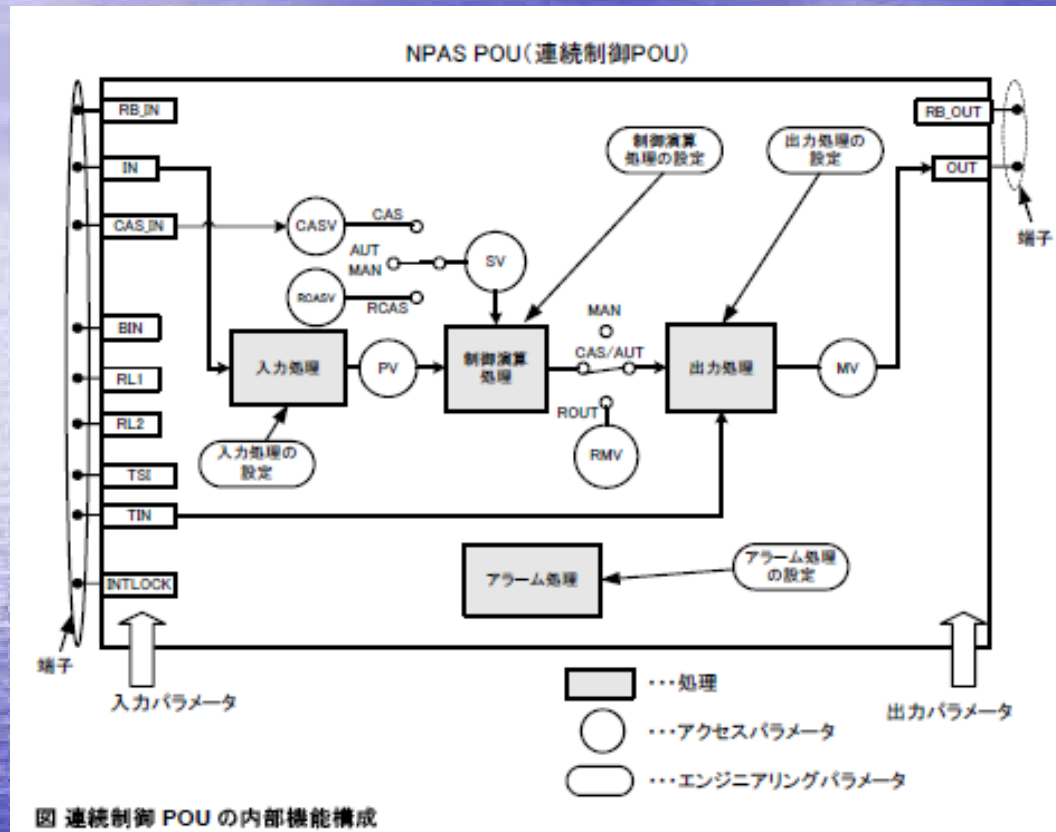 NPAS POU(連続制御POU)
RB_IN
RB_OUT
IN
制御演算
処理の設定
出力処理の
設定
OUT
CAS_IN
CASV
CAS
端子
AUT
MAN
SV
RCASV
RCAS
BIN
MAN
入力処理
PV
制御演算
処理
CAS/AUT
出力処理
MV
RL1
ROUT
RL2
入力処理の
設定
RMV
TSI
TIN
アラーム処理
アラーム処理
の設定
INTLOCK
端子
入力パラメータ
出力パラメータ
・・・処理
・・・アクセスパラメータ
・・・エンジニアリングパラメータ
図 連続制御 POU の内部機能構成